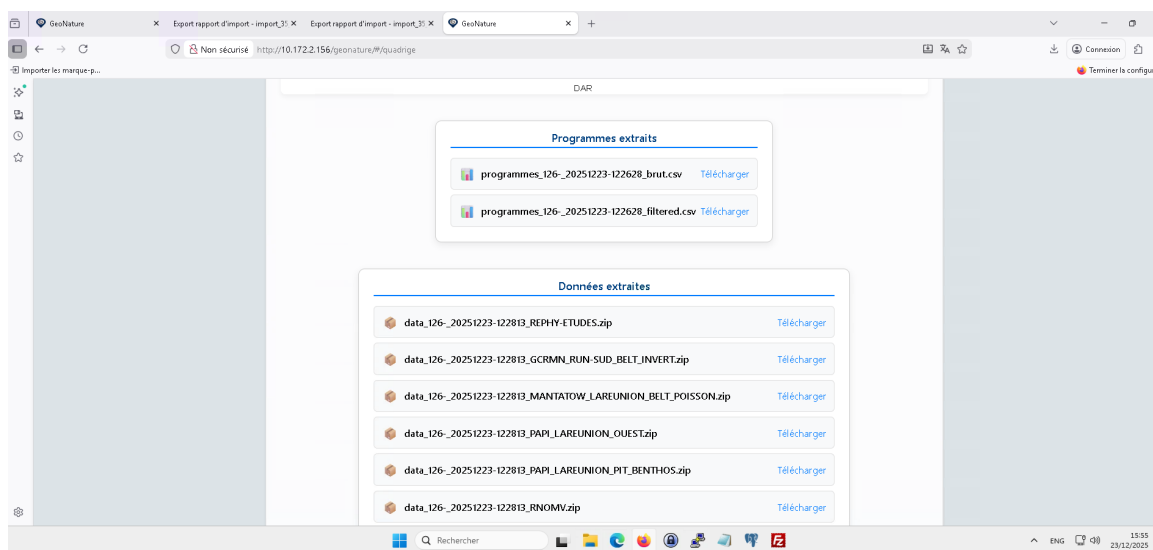 GeoNature
Export rapport d'import - import_35
Export rapport d'import - import_35
GeoNature
Non sécurisé http://10.172.2.156/geonature/#/quadrige
Connexion
Importer les marque-p...
Terminer la configu
DAR
Programmes extraits
programmes_126-_20251223-122628_brut.csv Télécharger
programmes_126-_20251223-122628_filtered.csv Télécharger
Données extraites
data_126-_20251223-122813_REPHY-ETUDES.zip Télécharger
data_126-_20251223-122813_GCRMN_RUN-SUD_BELT_INVERT.zip Télécharger
data_126-_20251223-122813_MANTATOW_LAREUNION_BELT_POISSON.zip Télécharger
data_126-_20251223-122813_PAPI_LAREUNION_OUEST.zip Télécharger
data_126-_20251223-122813_PAPI_LAREUNION_PIT_BENTHOS.zip Télécharger
data_126-_20251223-122813_RNOMV.zip Télécharger
Rechercher
ENG
15:55
23/12/2025